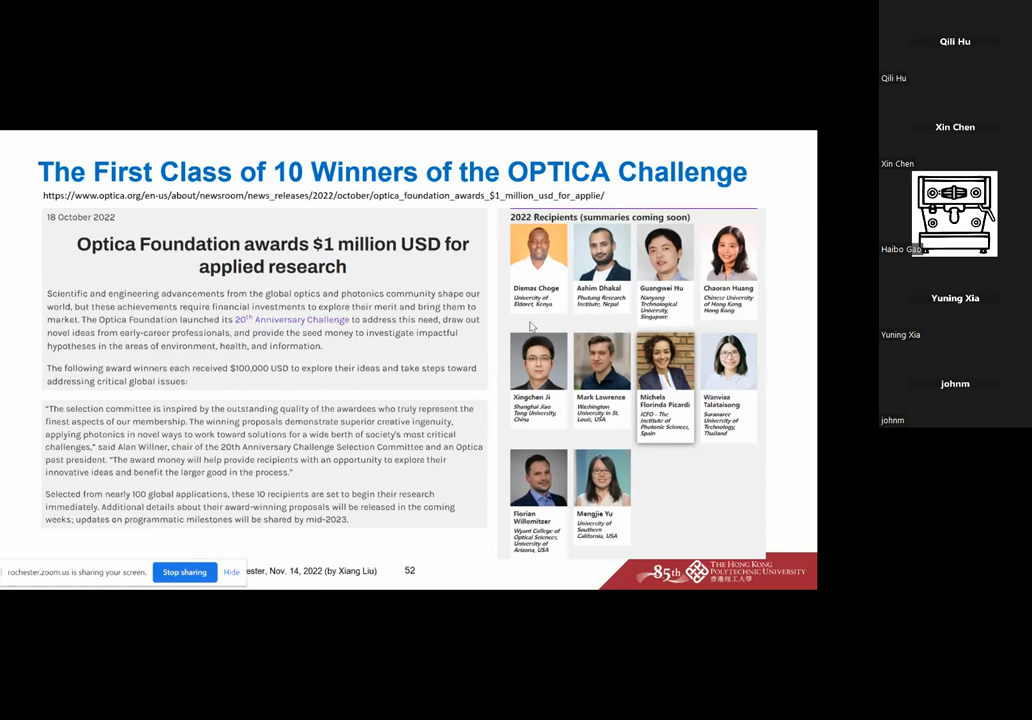 The First Class of 10 Winners of the OPTICA Challenge
https://www.optica.org/en-us/about/newsroom/news_releases/2022/october/optica_foundation_awards_$1_million_usd_for_applie/
18 October 2022
Optica Foundation awards $1 million USD for
applied research
Scientific and engineering advancements from the global optics and photonics community shape our
world, but these achievements require financial investments to explore their merit and bring them to
market. The Optica Foundation launched its 20th Anniversary Challenge to address this need, draw out
novel ideas from early-career professionals, and provide the seed money to investigate impactful
hypotheses in the areas of environment, health, and information.
The following award winners each received $100,000 USD to explore their ideas and take steps toward
addressing critical global issues:
“The selection committee is inspired by the outstanding quality of the awardees who truly represent the
finest aspects of our membership. The winning proposals demonstrate superior creative ingenuity,
applying photonics in novel ways to work toward solutions for a wide berth of society's most critical
challenges,” said Alan Willner, chair of the 20th Anniversary Challenge Selection Committee and an Optica
past president. “The award money will help provide recipients with an opportunity to explore their
innovative ideas and benefit the larger good in the process.”
Selected from nearly 100 global applications, these 10 recipients are set to begin their research
immediately. Additional details about their award-winning proposals will be released in the coming
weeks; updates on programmatic milestones will be shared by mid-2023.
2022 Recipients (summaries coming soon)
Dismas Choge
University of
Eldoret, Kenya
Ashim Dhakal
Phutung Research
Institute, Nepal
Guangwei Hu
Nanyang
Technological
University,
Singapore
Chaoran Huang
Chinese University
of Hong Kong,
Hong Kong
Xingchen Ji
Shanghai Jiao
Tong University,
China
Mark Lawrence
Washington
University in St.
Louis, USA
Michela
Florinda Picardi
ICFO - The
Institute of
Photonic Sciences,
Spain
Wanvisa
Talataisong
Suranaree
University of
Technology,
Thailand
Florian
Willomitzer
Wyant College of
Optical Sciences,
University of
Arizona, USA
Mengjie Yu
University of
Southern
California, USA
rochester.zoom.us is sharing your screen.
Stop sharing
Hide
ester, Nov. 14, 2022 (by Xiang Liu)
52
85th
THE HONG KONG
POLYTECHNIC UNIVERSITY
香港理工大學
Qili Hu
Qili Hu
Xin Chen
Xin Chen
Haibo Gao
Yuning Xia
Yuning Xia
johnm
johnm